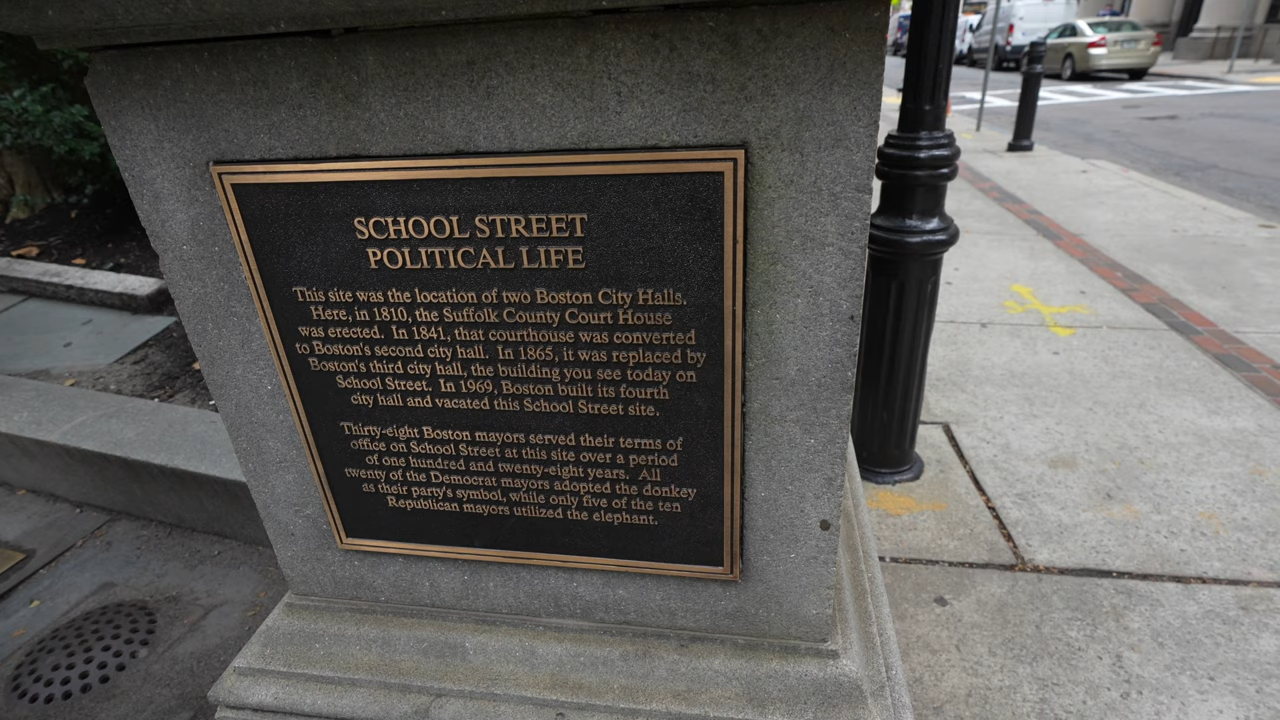 SCHOOL STREET
POLITICAL LIFE
This site was the location of two Boston City Halls.
Here, in 1810, the Suffolk County Court House
was erected. In 1841, that courthouse was converted
to Boston's second city hall. In 1865, it was replaced by
Boston's third city hall, the building you see today on
School Street. In 1969, Boston built its fourth
city hall and vacated this School Street site.
Thirty-eight Boston mayors served their terms of
office on School Street at this site over a period
of one hundred and twenty-eight years. All
twenty of the Democrat mayors adopted the donkey
as their party's symbol, while only five of the ten
Republican mayors utilized the elephant.